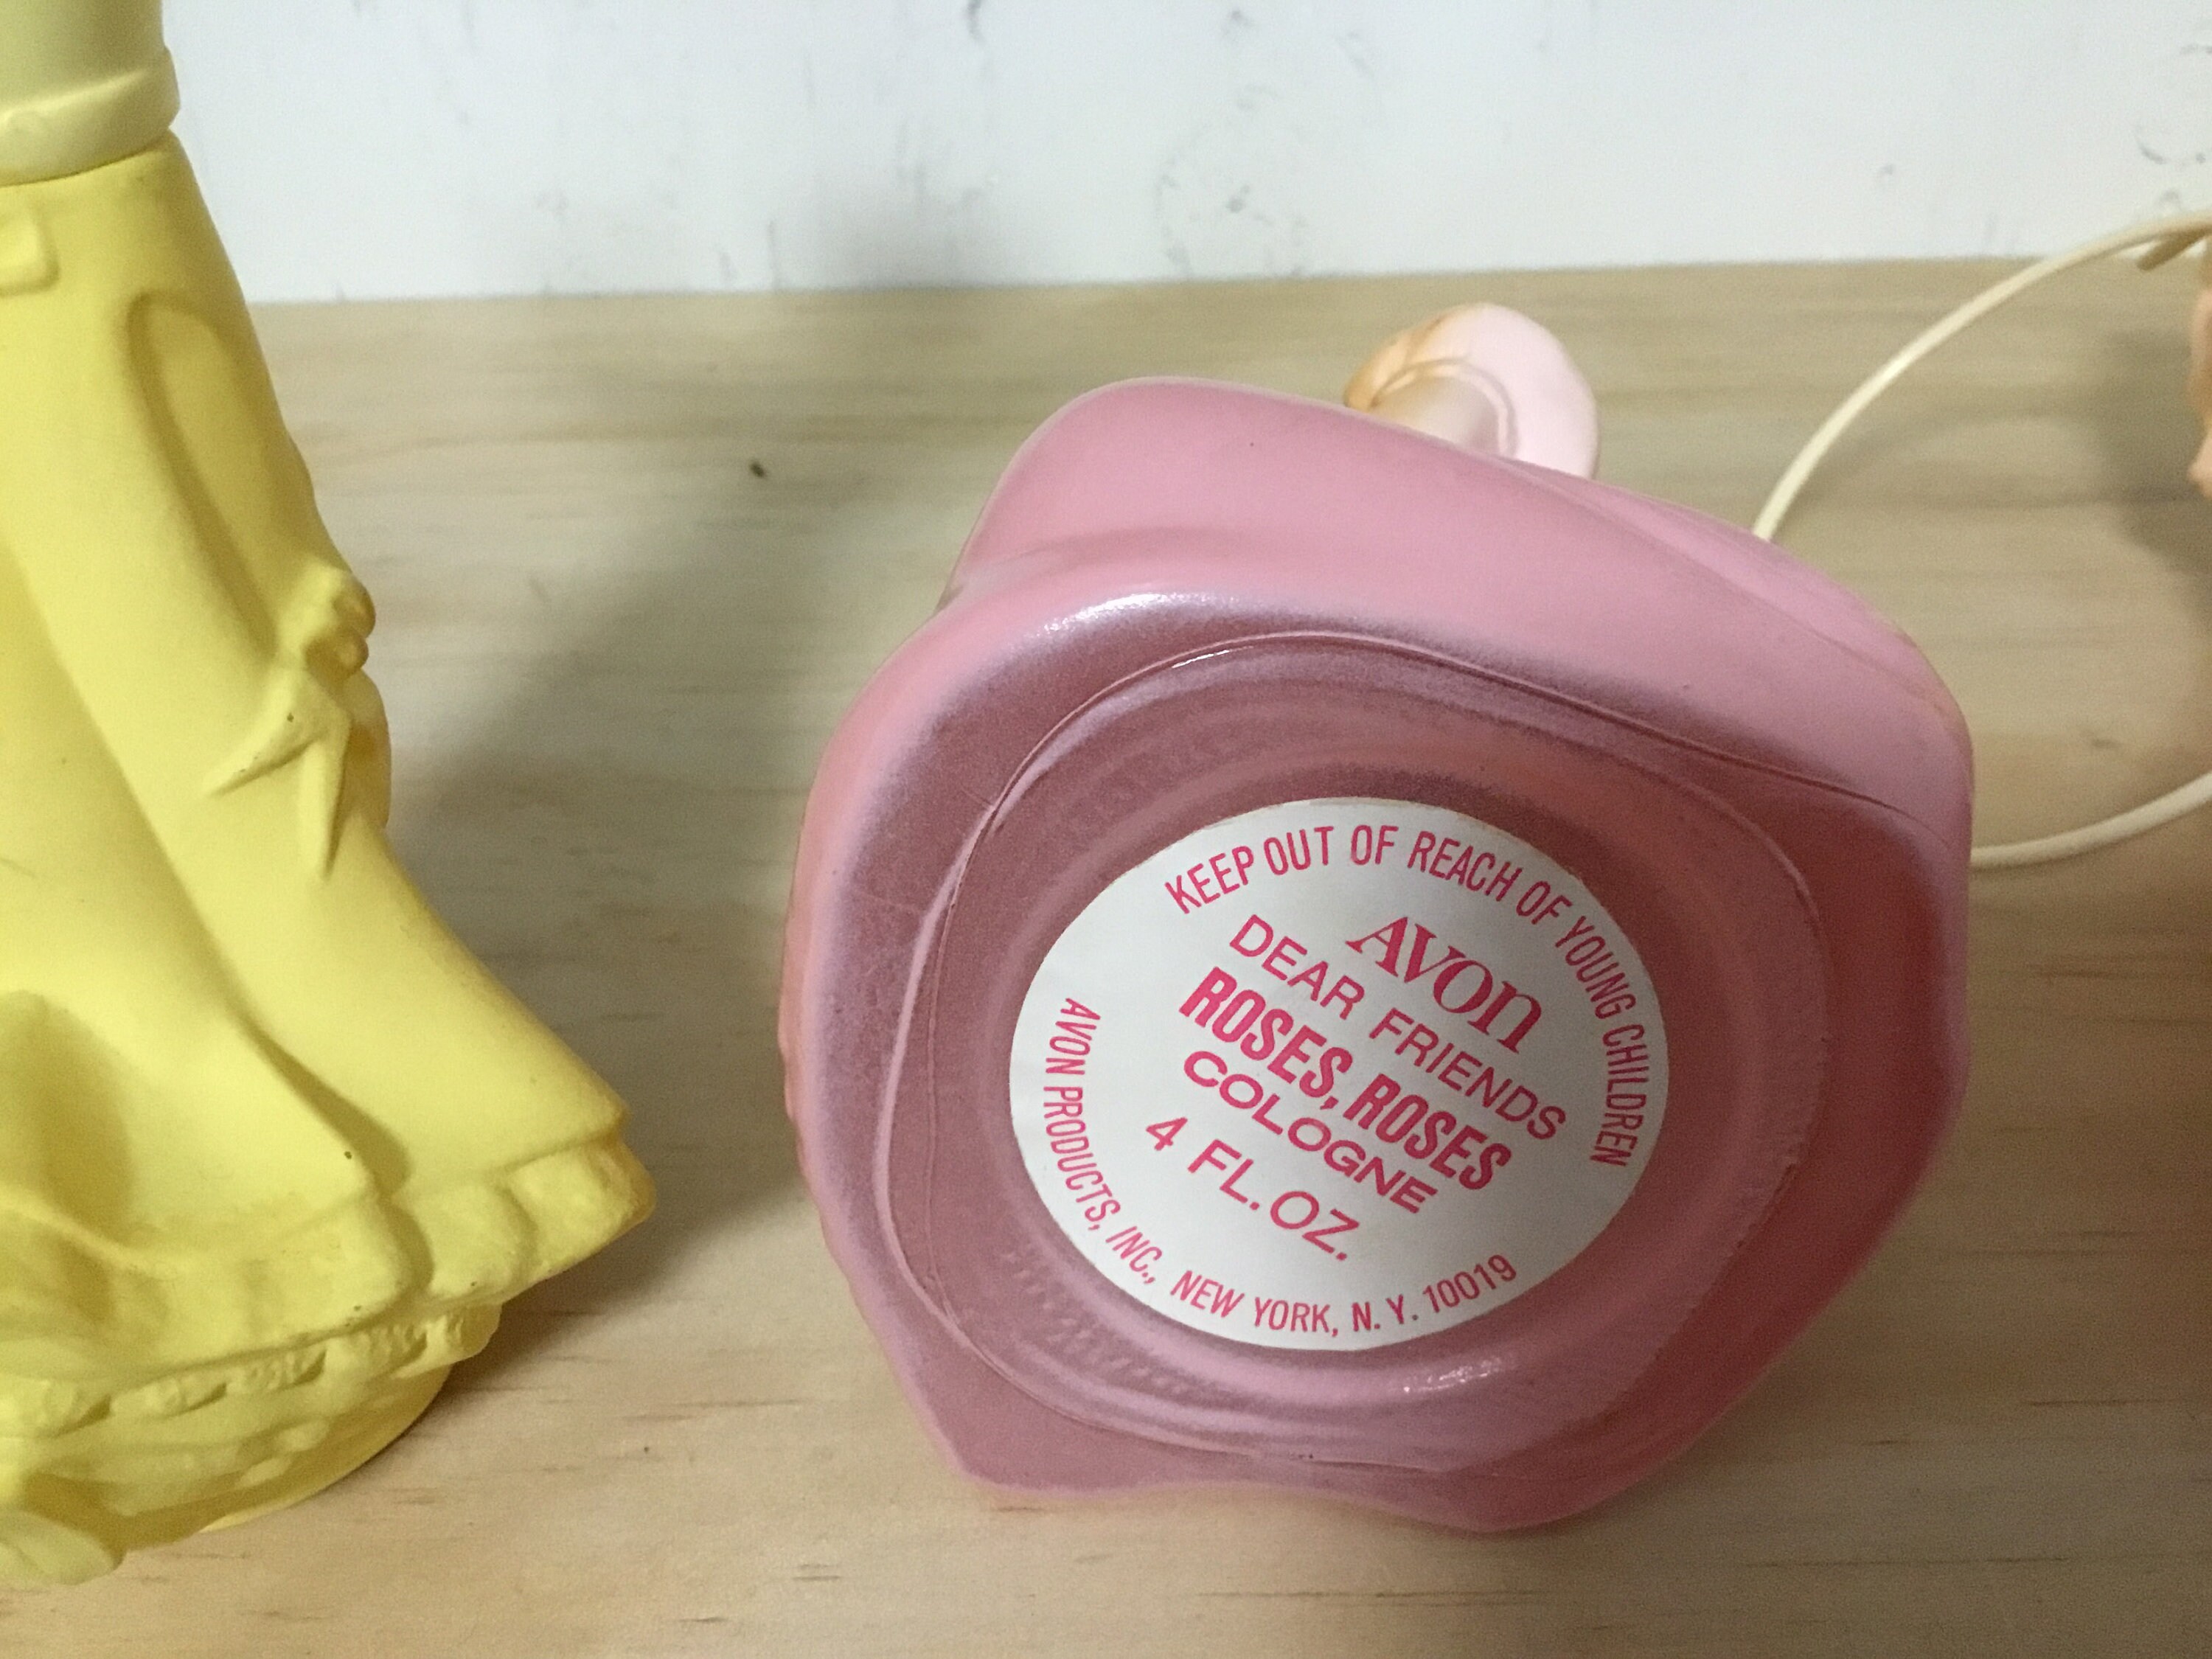 KEEP OUT OF REACH OF YOUNG CHILDREN
AVON
DEAR FRIENDS
ROSES, ROSES
COLOGNE
4 FL. OZ.
AVON PRODUCTS, INC., NEW YORK, N. Y. 10019